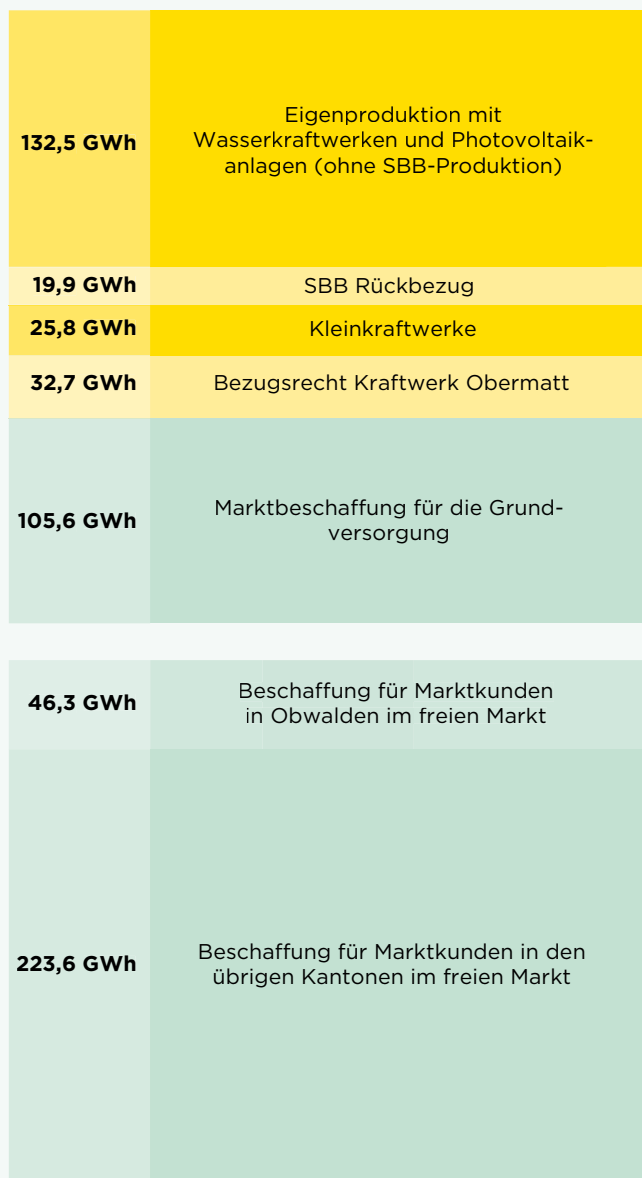 132,5 GWh
Eigenproduktion mit
Wasserkraftwerken und Photovoltaik-
anlagen (ohne SBB-Produktion)
19,9 GWh
SBB Rückbezug
25,8 GWh
Kleinkraftwerke
32,7 GWh
Bezugsrecht Kraftwerk Obermatt
105,6 GWh
Marktbeschaffung für die Grund-
versorgung
46,3 GWh
Beschaffung für Marktkunden
in Obwalden im freien Markt
223,6 GWh
Beschaffung für Marktkunden in den
übrigen Kantonen im freien Markt